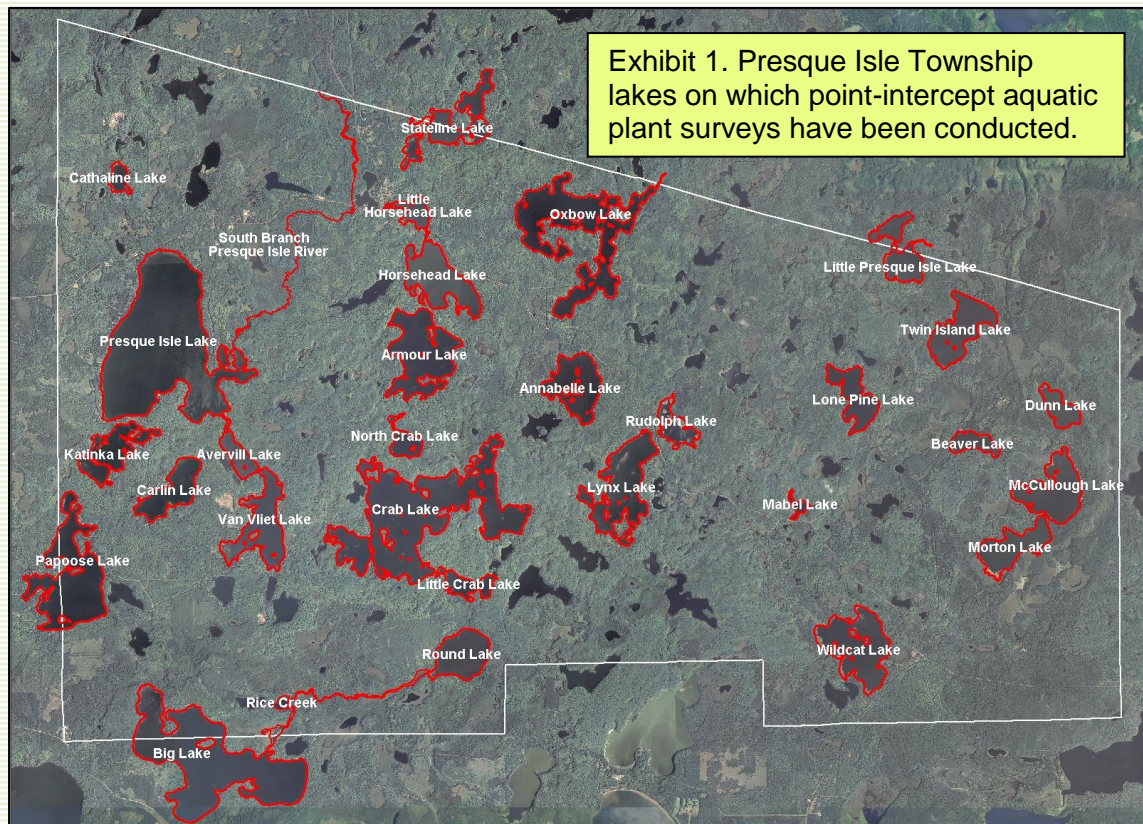 Exhibit 1. Presque Isle Township
lakes on which point-intercept aquatic
plant surveys have been conducted.
Stateline Lake
Cathaline Lake
Little
Horsehead Lake
Oxbow Lake
South Branch
Presque Isle River
Horsehead Lake
Little Presque Isle Lake
Twin Island Lake
Presque Isle Lake
Armour Lake
Annabelle Lake
Lone Pine Lake
Dunn Lake
Rudolph Lake
North Crab Lake
Beaver Lake
Katinka Lake
Avervill Lake
Carlin Lake
Lynx Lake
McCullough Lake
Van Vliet Lake
Crab Lake
Mabel Lake
Morton Lake
Papoose Lake
Little Crab Lake
Round Lake
Wildcat Lake
Rice Creek
Big Lake